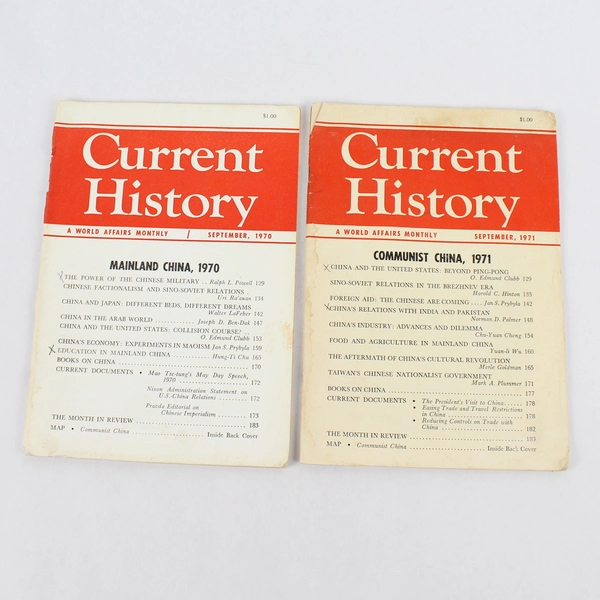 $1.00
Current
History
A WORLD AFFAIRS MONTHLY / SEPTEMBER, 1970
MAINLAND CHINA, 1970
THE POWER OF THE CHINESE MILITARY .. Ralph L. Powell 129
CHINESE FACTIONALISM AND SINO-SOVIET RELATIONS .
Uri Ra'anan 134
CHINA AND JAPAN: DIFFERENT BEDS, DIFFERENT DREAMS
Walter LaFeber 142
CHINA IN THE ARAB WORLD ........ Joseph D. Ben-Dak 147
CHINA AND THE UNITED STATES: COLLISION COURSE? ..
O. Edmund Clubb 153
CHINA'S ECONOMY: EXPERIMENTS IN MAOISM Jan S. Prybyla 159
EDUCATION IN MAINLAND CHINA ........ Hung-Ti Chu 165
BOOKS ON CHINA ........ 170
CURRENT DOCUMENTS • Mao Tse-tung's May Day Speech,
1970 ........ 172
Nixon Administration Statement on
U.S.-China Relations ........ 172
Pravda Editorial on
Chinese Imperialism ........ 173
THE MONTH IN REVIEW ........ 183
MAP • Communist China ........ Inside Back Cover
$1.00
Current
History
A WORLD AFFAIRS MONTHLY SEPTEMBER, 1971
COMMUNIST CHINA, 1971
CHINA AND THE UNITED STATES: BEYOND PING-PONG
O. Edmund Clubb 129
SINO-SOVIET RELATIONS IN THE BREZHNEV ERA
Harold C. Hinton 135
FOREIGN AID: THE CHINESE ARE COMING .... Jan S. Prybyla 142
CHINA'S RELATIONS WITH INDIA AND PAKISTAN
Norman D. Palmer 148
CHINA'S INDUSTRY: ADVANCES AND DILEMMA
Chu-Yuan Cheng 154
FOOD AND AGRICULTURE IN MAINLAND CHINA
Yuan-li Wu 160
THE AFTERMATH OF CHINA'S CULTURAL REVOLUTION
Merle Goldman 165
TAIWAN'S CHINESE NATIONALIST GOVERNMENT
Mark A. Plummer 171
BOOKS ON CHINA ........ 177
CURRENT DOCUMENTS • The President's Visit to China ........ 178
• Easing Trade and Travel Restrictions
in China ........ 178
• Reducing Controls on Trade with
China ........ 182
THE MONTH IN REVIEW ........ 183
MAP • Communist China ........ Inside Back Cover